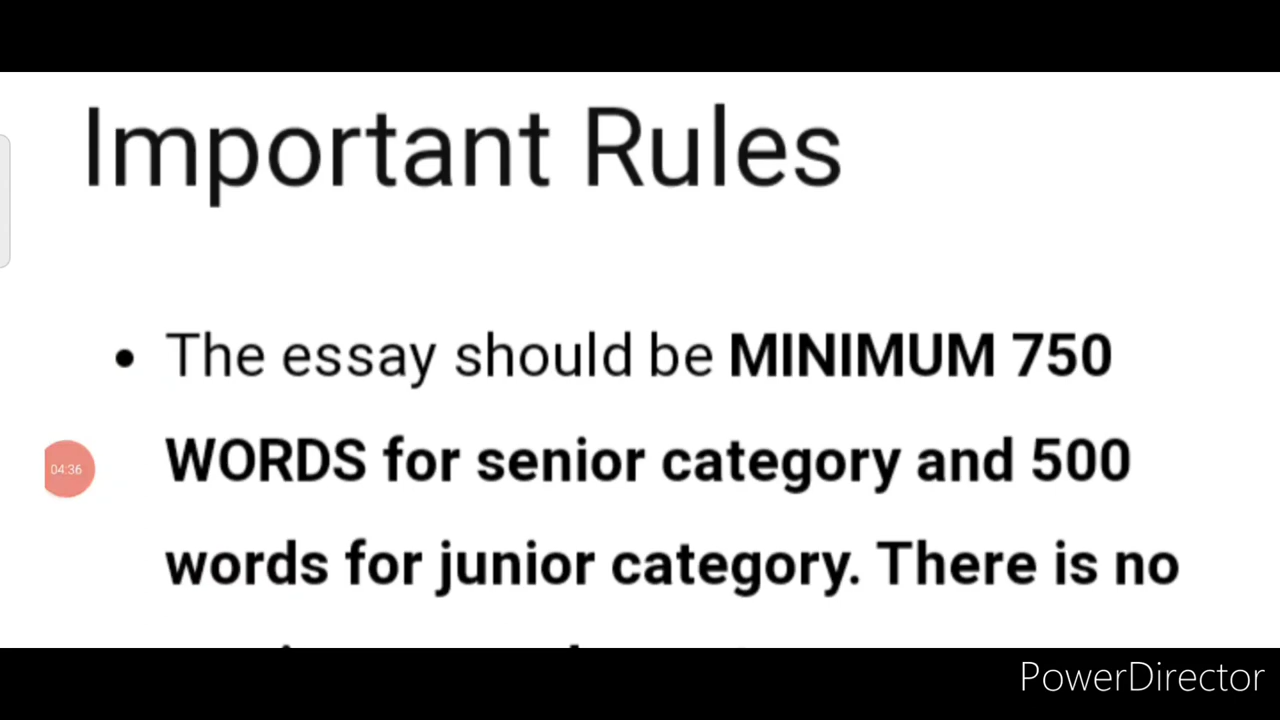 Important Rules
• The essay should be MINIMUM 750
WORDS for senior category and 500
04:36
words for junior category. There is no
PowerDirector